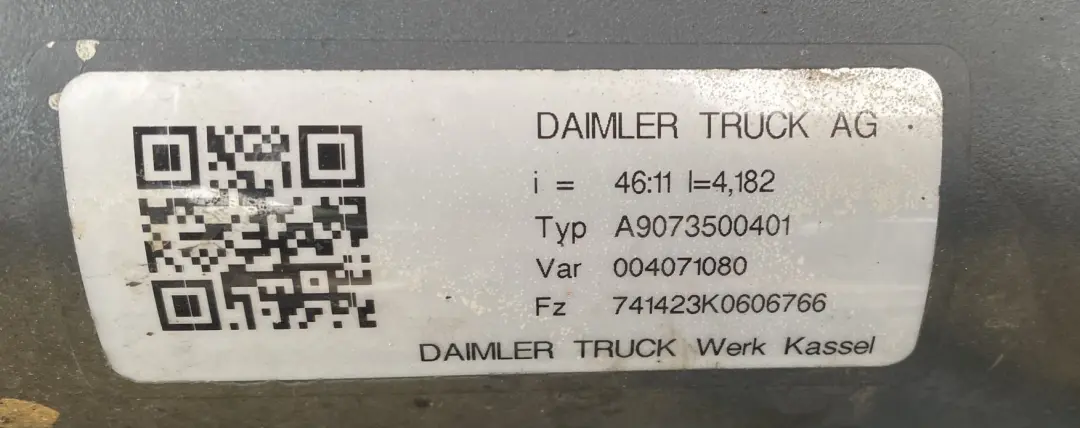 DAIMLER TRUCK AG
i = 46:11 I=4,182
Typ A9073500401
Var 004071080
Fz 741423K0606766
DAIMLER TRUCK Werk Kassel